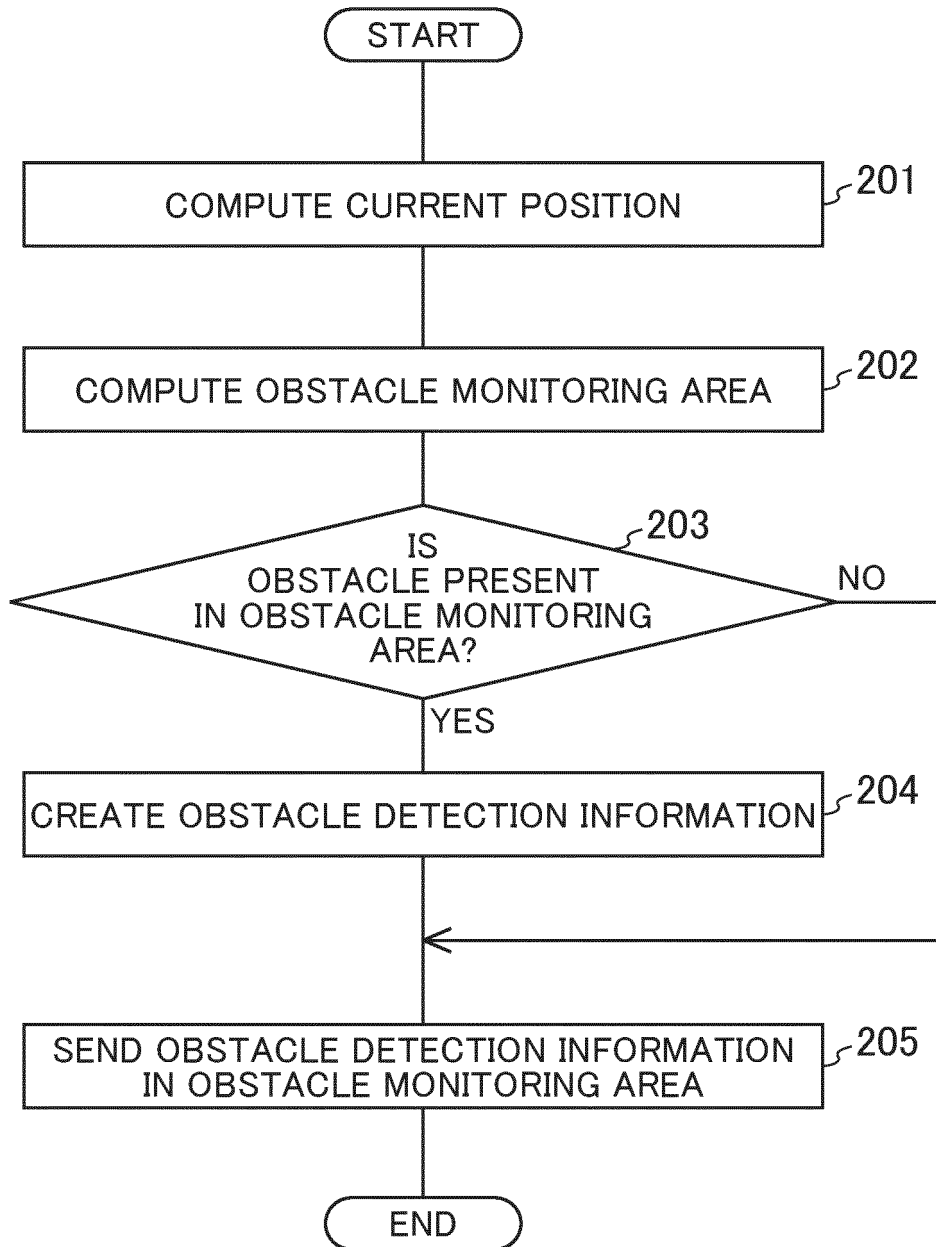 START
COMPUTE CURRENT POSITION
201
COMPUTE OBSTACLE MONITORING AREA
202
203
IS
OBSTACLE PRESENT
IN OBSTACLE MONITORING
AREA?
NO
YES
CREATE OBSTACLE DETECTION INFORMATION
204
SEND OBSTACLE DETECTION INFORMATION
IN OBSTACLE MONITORING AREA
205
END